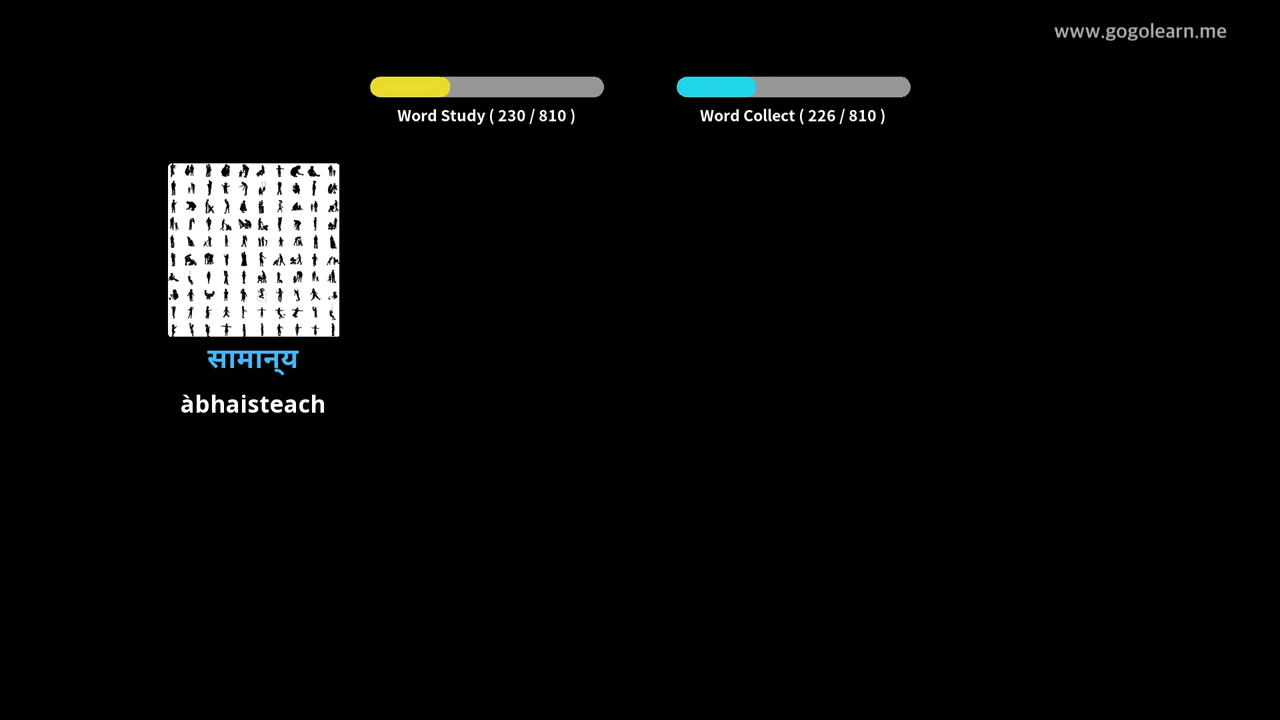 www.gogolearn.me
Word Study ( 230 / 810 )
Word Collect ( 226 / 810 )
सामान्य
àbhaisteach